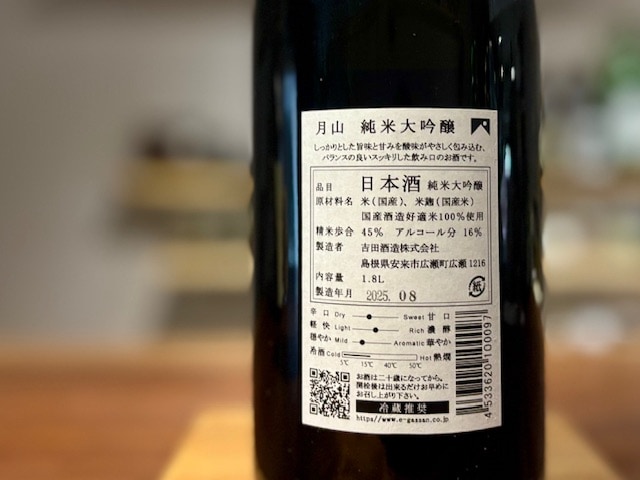 月山 純米大吟醸
しっかりとした旨味と甘みを酸味がやさしく包み込む、
バランスの良いスッキリした飲み口のお酒です。
品目 日本酒 純米大吟醸
原材料名 米(国産)、米麹(国産米)
国産酒造好適米100%使用
精米歩合 45% アルコール分 16%
製造者 吉田酒造株式会社
島根県安来市広瀬町広瀬1216
内容量 1.8L
製造年月 2025.08
紙
辛口 Dry Sweet 甘口
軽快 Light Rich 濃醇
穏やか Mild Aromatic 華やか
冷酒 Cold Hot 熱燗
5℃ 15℃ 40℃ 50℃
お酒は二十歳になってから。
開栓後は出来るだけお早めに
お召し上がり下さい。
冷蔵推奨
https://www.e-gassan.co.jp
4533620100097